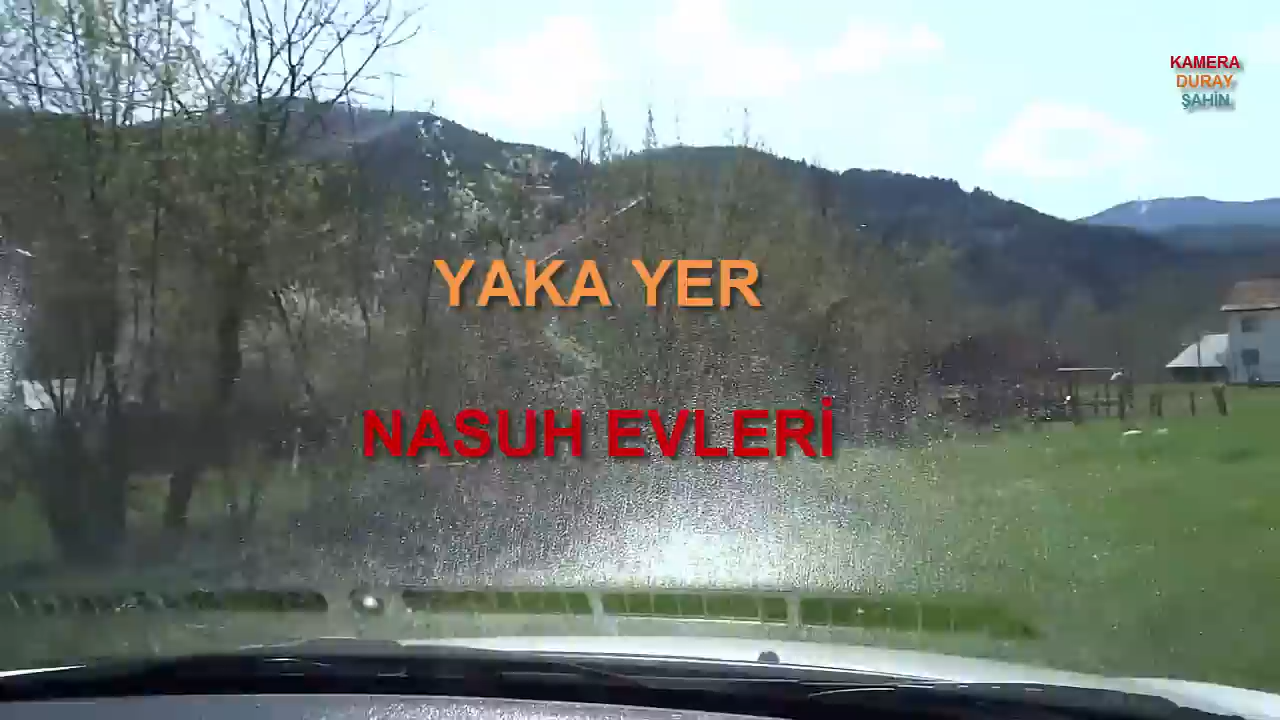 KAMERA
DURAY
ŞAHİN
YAKA YER
NASUH EVLERİ